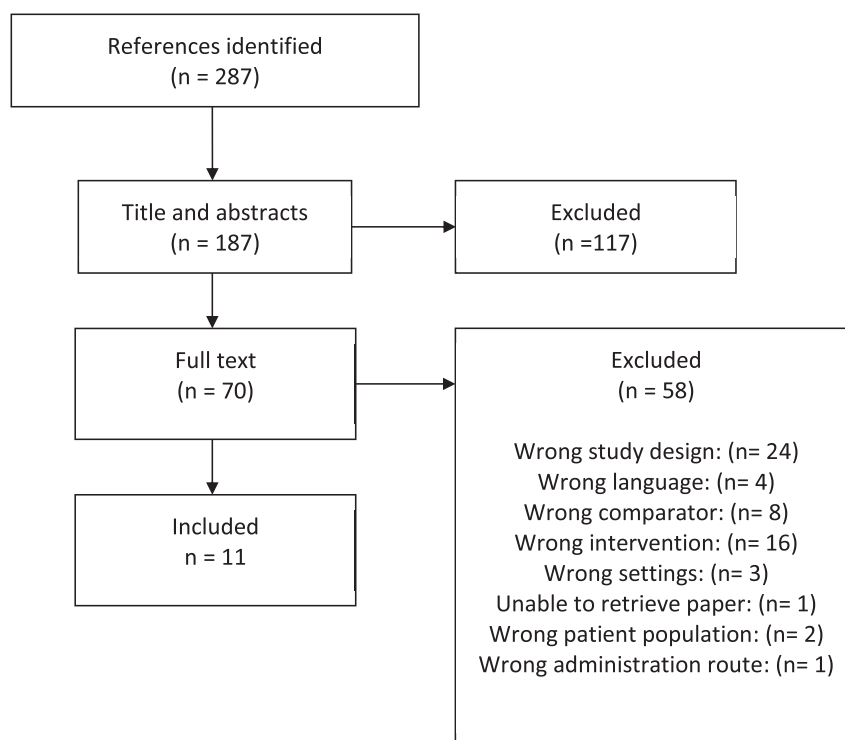 References identified
(n = 287)
Title and abstracts
(n = 187)
Excluded
(n =117)
Full text
(n = 70)
Excluded
(n = 58)
Wrong study design: (n= 24)
Wrong language: (n= 4)
Wrong comparator: (n= 8)
Wrong intervention: (n= 16)
Wrong settings: (n= 3)
Unable to retrieve paper: (n= 1)
Wrong patient population: (n= 2)
Wrong administration route: (n= 1)
Included
n = 11